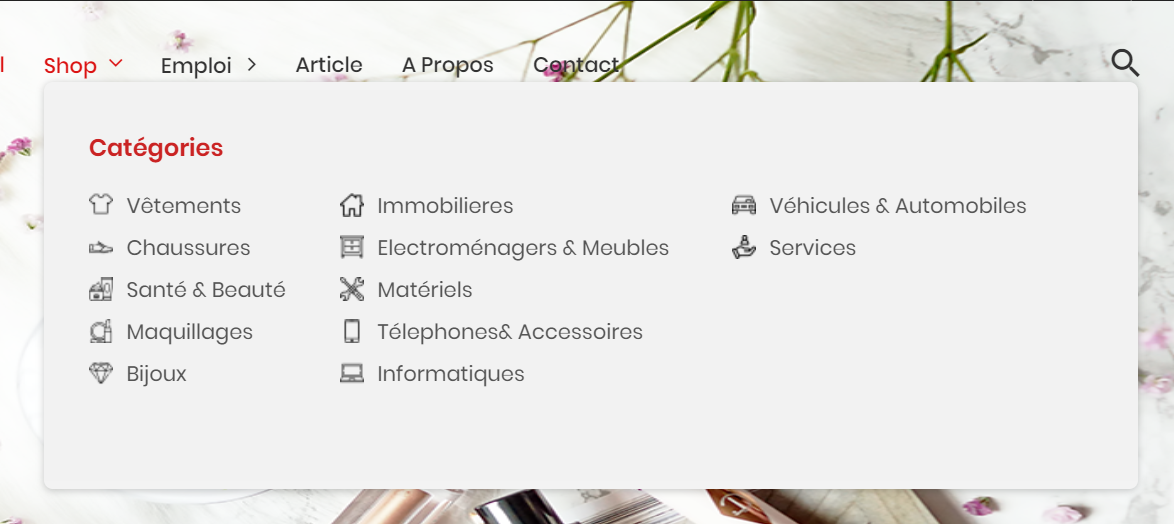 Shop
Emploi
Article
A Propos
Contact
Catégories
Vêtements
Chaussures
Santé & Beauté
Maquillages
Bijoux
Immobilieres
Electroménagers & Meubles
Matériels
Télephones& Accessoires
Informatiques
Véhicules & Automobiles
Services